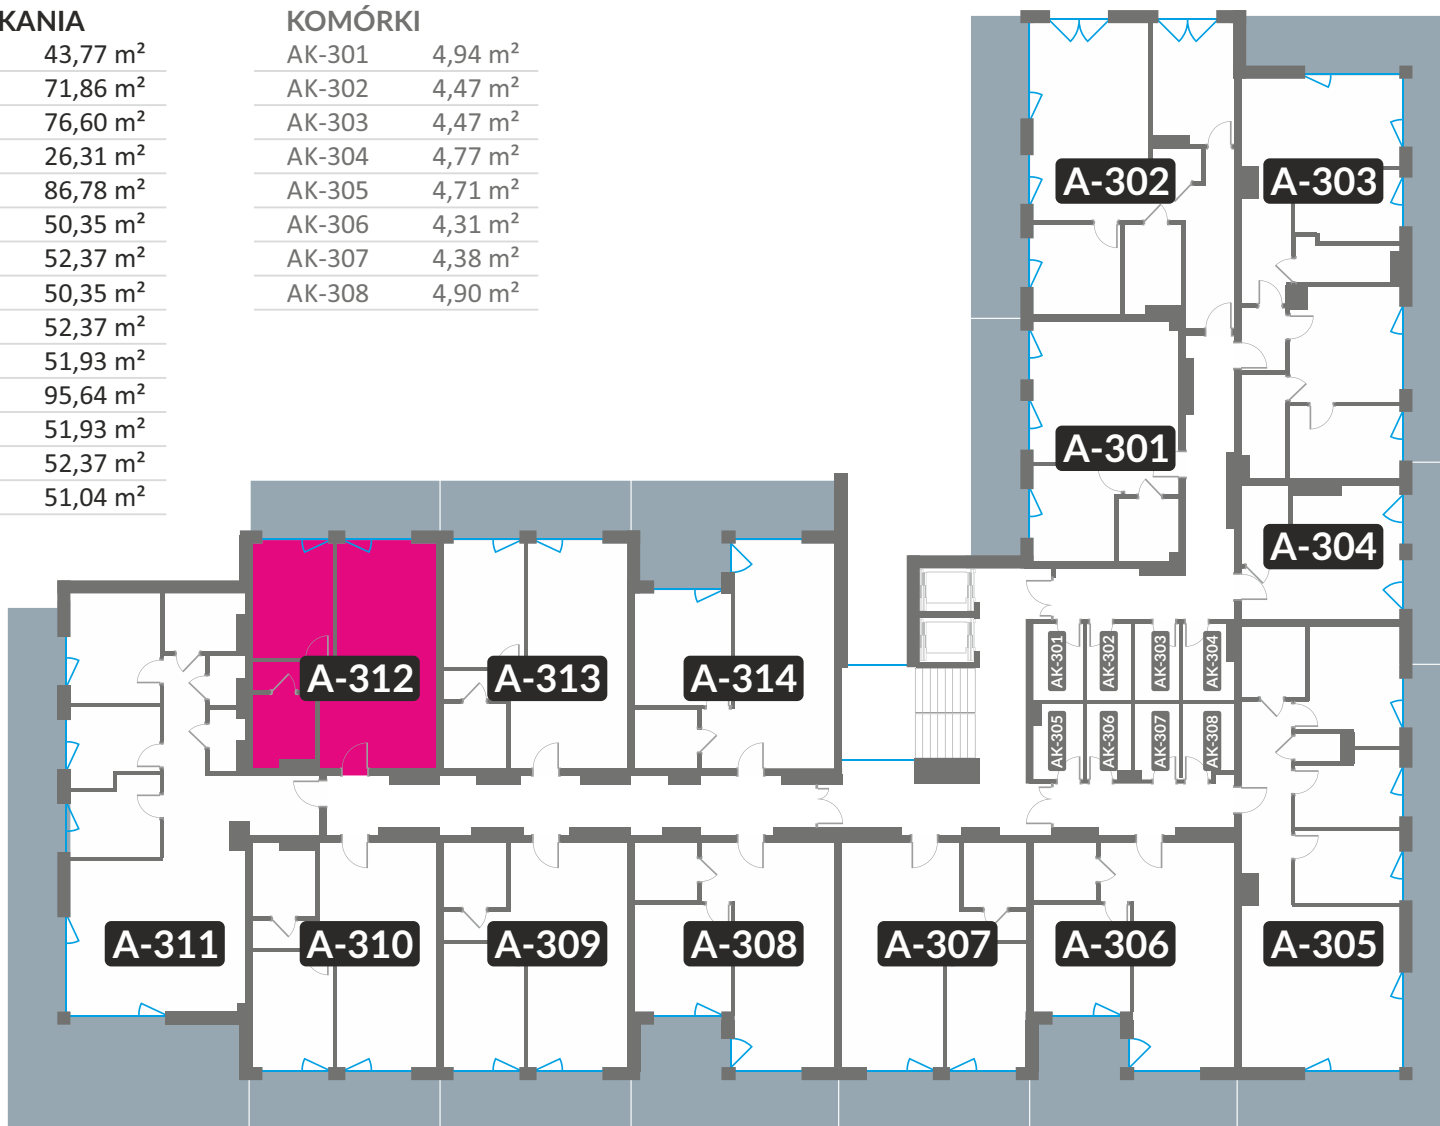 KANIA
43,77 m²
71,86 m²
76,60 m²
26,31 m²
86,78 m²
50,35 m²
52,37 m²
50,35 m²
52,37 m²
51,93 m²
95,64 m²
51,93 m²
52,37 m²
51,04 m²
KOMÓRKI
AK-301 4,94 m²
AK-302 4,47 m²
AK-303 4,47 m²
AK-304 4,77 m²
AK-305 4,71 m²
AK-306 4,31 m²
AK-307 4,38 m²
AK-308 4,90 m²
A-302
A-303
A-301
A-304
AK-301
AK-302
AK-303
AK-304
A-312
A-313
A-314
AK-305
AK-306
AK-307
AK-308
A-311
A-310
A-309
A-308
A-307
A-306
A-305